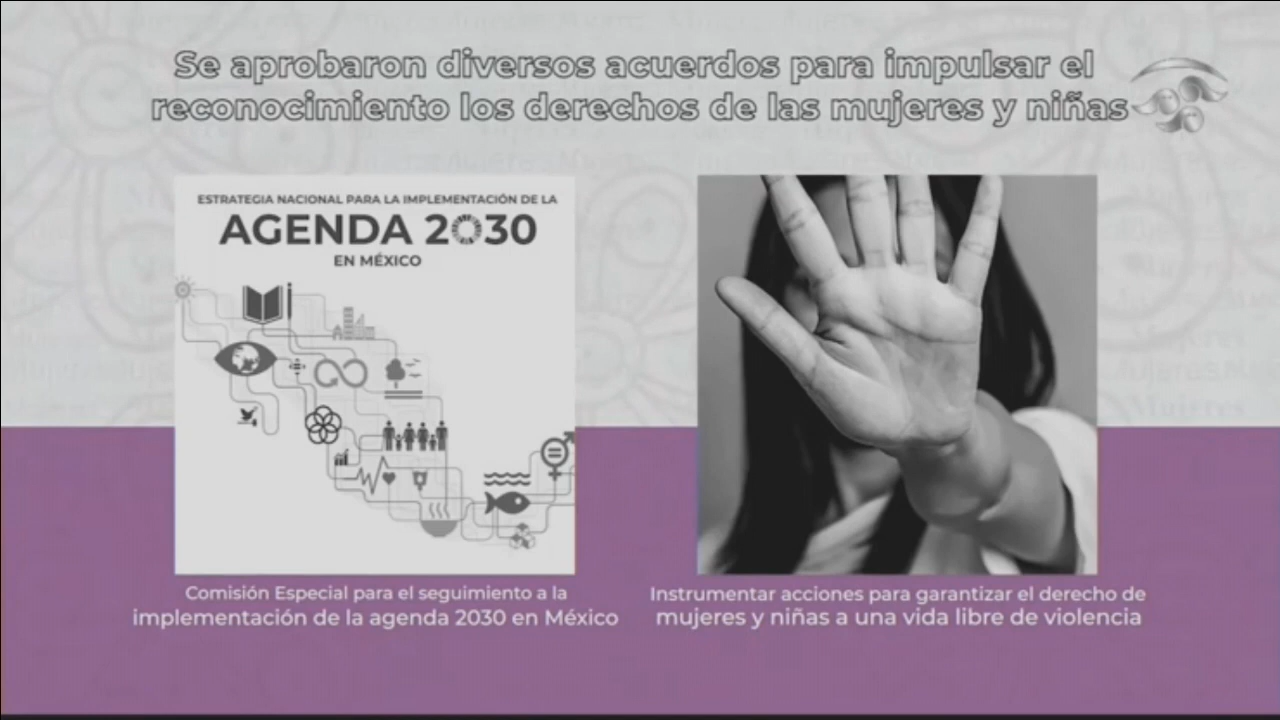 Se aprobaron diversos acuerdos para impulsar el
reconocimiento los derechos de las mujeres y niñas
ESTRATEGIA NACIONAL PARA LA IMPLEMENTACIÓN DE LA
AGENDA 2030
EN MÉXICO
Comisión Especial para el seguimiento a la
implementación de la agenda 2030 en México
Instrumentar acciones para garantizar el derecho de
mujeres y niñas a una vida libre de violencia